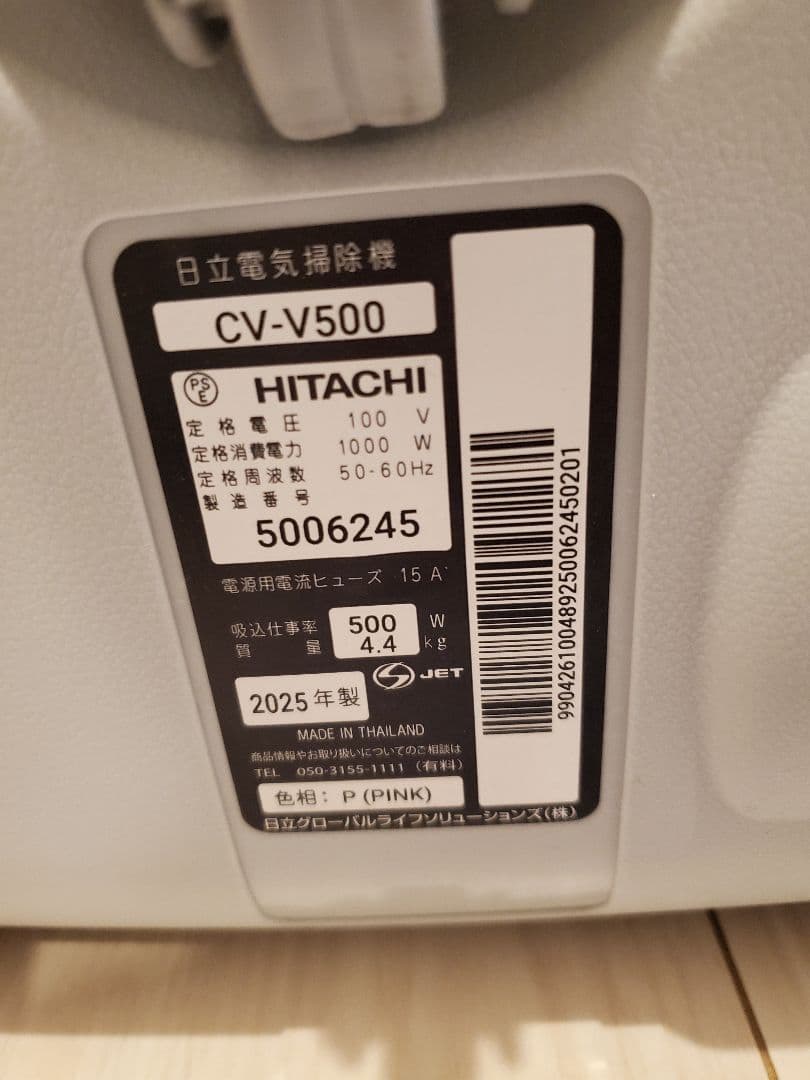 日立電気掃除機
CV-V500
PSE HITACHI
定格電圧 100 V
定格消費電力 1000 W
定格周波数 50-60Hz
製造番号
5006245
電源用電流ヒューズ 15 A
吸込仕事率 500 W
質量 4.4 kg
JET
2025年製
MADE IN THAILAND
商品情報やお取り扱いについてのご相談は
TEL 050-3155-1111 (有料)
色相: P (PINK)
日立グローバルライフソリューションズ(株)
99042610048925006245​0201